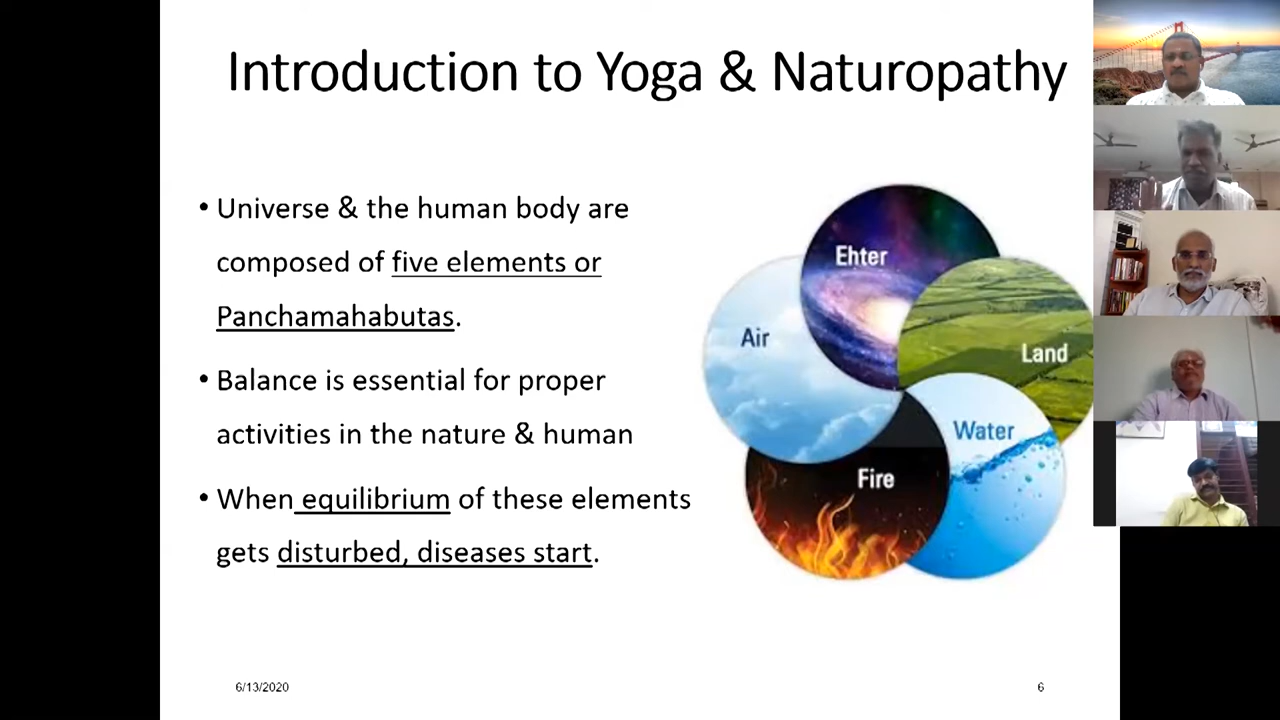 Introduction to Yoga & Naturopathy
• Universe & the human body are
composed of five elements or
Panchamahabutas.
• Balance is essential for proper
activities in the nature & human
• When equilibrium of these elements
gets disturbed, diseases start.
Ehter
Air
Land
Water
Fire
6/13/2020
6